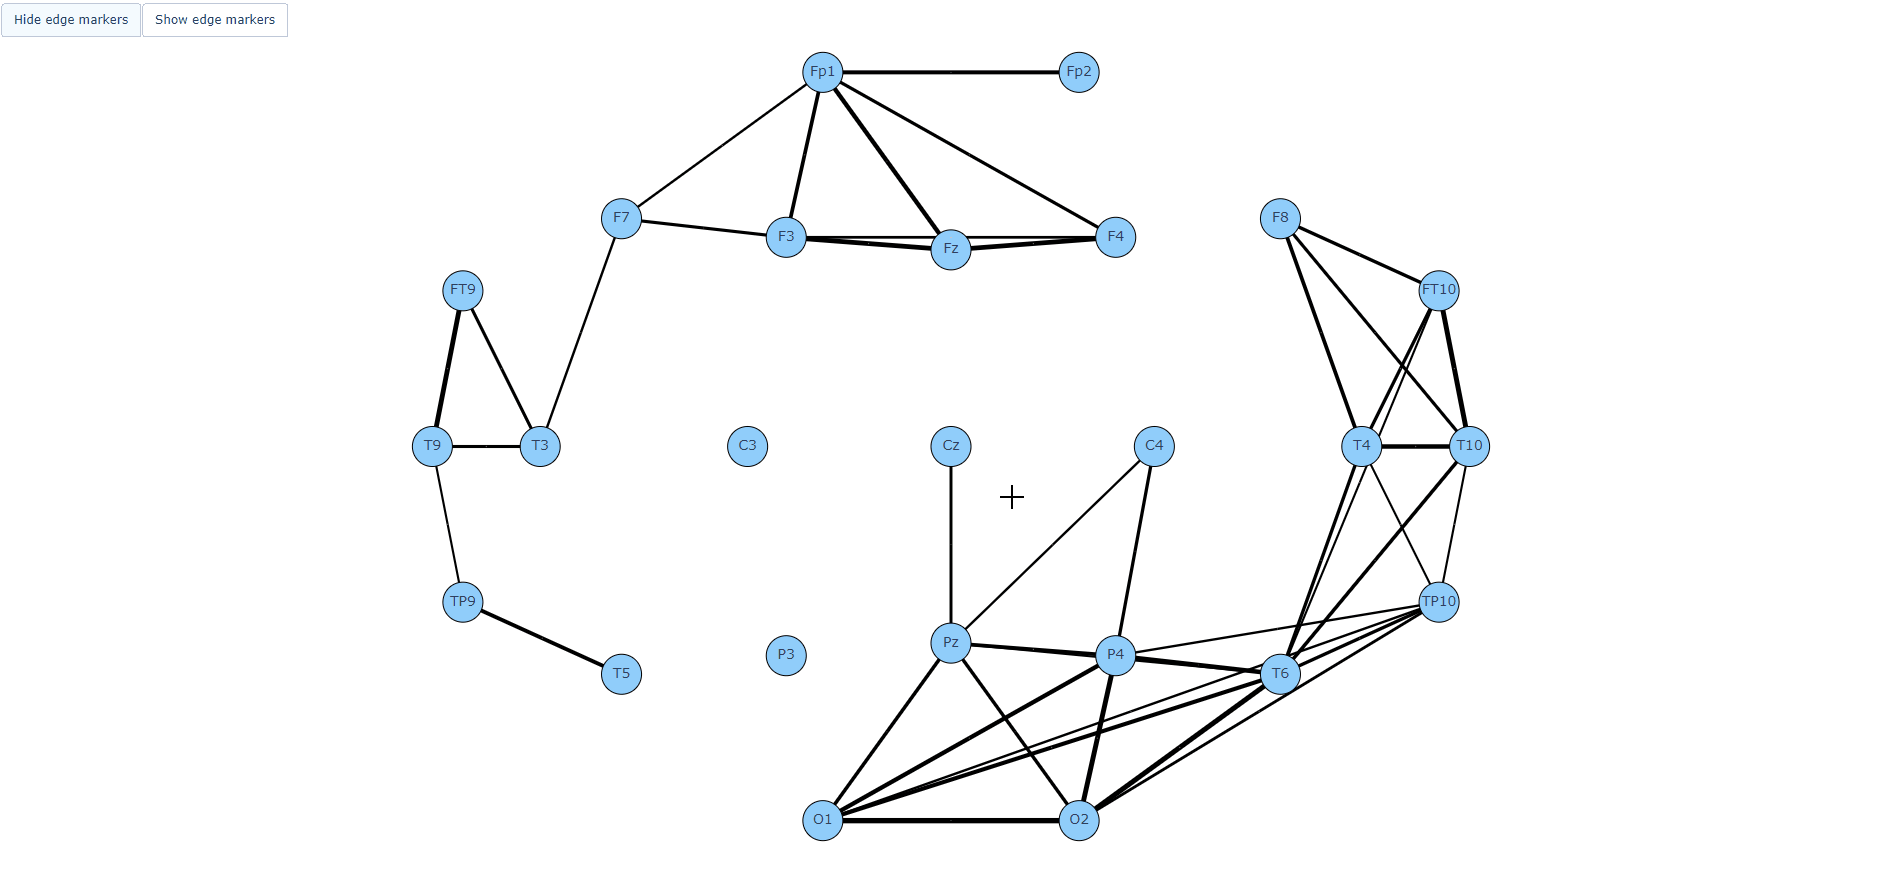 Hide edge markers
Show edge markers
Fp1
Fp2
F7
F3
Fz
F4
F8
FT9
FT10
T9
T3
C3
Cz
C4
T4
T10
TP9
TP10
T5
P3
Pz
P4
T6
O1
O2